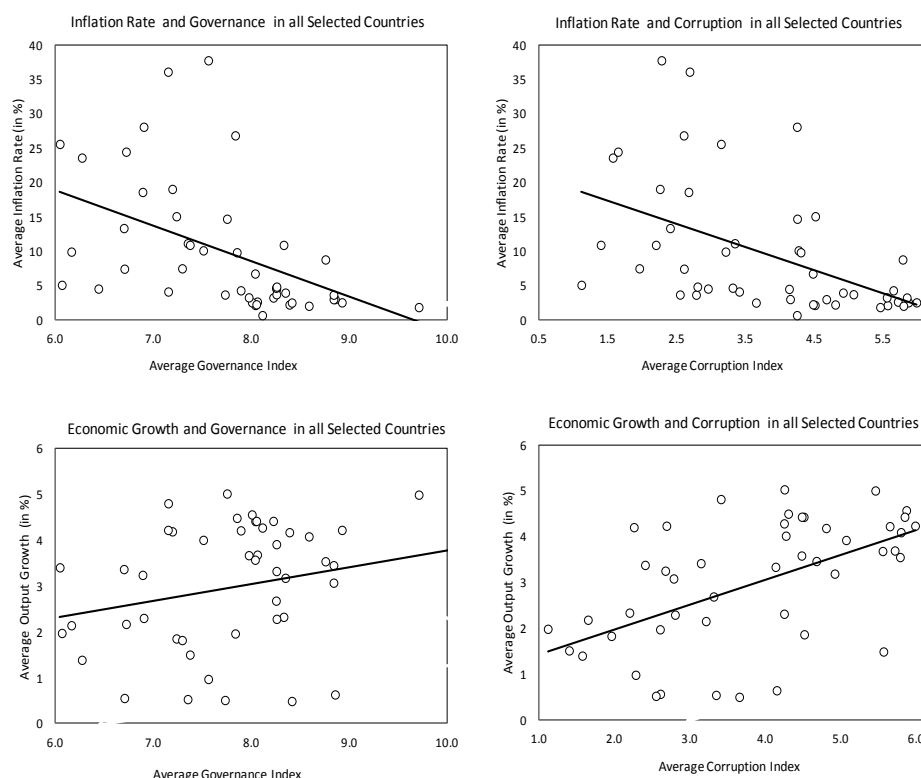 Inflation Rate and Governance in all Selected Countries
40
35
30
25
20
15
10
5
0
Average Inflation Rate (in %)
6.0 7.0 8.0 9.0 10.0
Average Governance Index
Inflation Rate and Corruption in all Selected Countries
40
35
30
25
20
15
10
5
0
Average Inflation Rate (in %)
0.5 1.5 2.5 3.5 4.5 5.5
Average Corruption Index
Economic Growth and Governance in all Selected Countries
6
5
4
3
2
1
0
Average Output Growth (in %)
6.0 7.0 8.0 9.0 10.0
Average Governance Index
Economic Growth and Corruption in all Selected Countries
6
5
4
3
2
1
0
Average Output Growth (in %)
1.0 2.0 3.0 4.0 5.0 6.0
Average Corruption Index